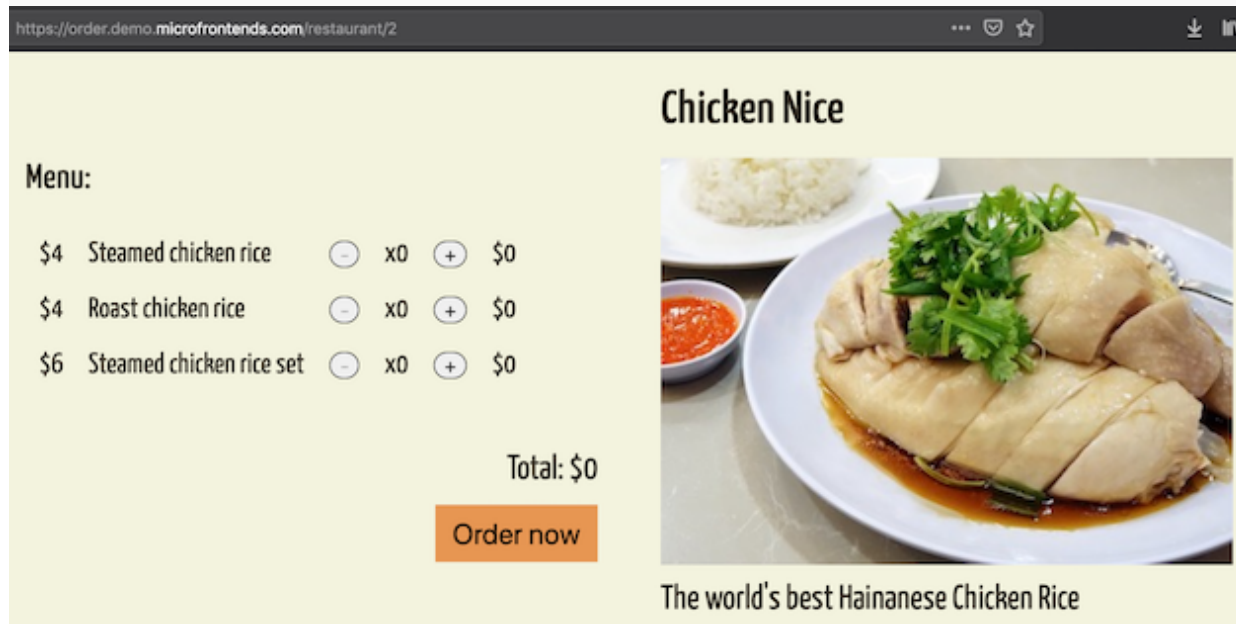 https://order.demo.microfrontends.com/restaurant/2
Chicken Nice
Menu:
$4 Steamed chicken rice - x0 + $0
$4 Roast chicken rice - x0 + $0
$6 Steamed chicken rice set - x0 + $0
Total: $0
Order now
The world's best Hainanese Chicken Rice